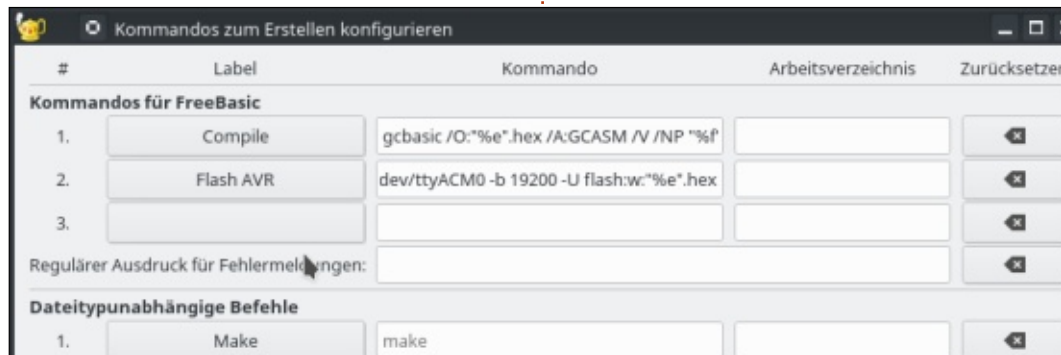 Kommandos zum Erstellen konfigurieren
# Label Kommando Arbeitsverzeichnis Zurücksetzen
Kommandos für FreeBasic
1. Compile gcbasic /O:"%e".hex /A:GCASM /V /NP "%f"
2. Flash AVR dev/ttyACM0 -b 19200 -U flash:w:"%e".hex
3.
Regulärer Ausdruck für Fehlermeldungen:
Dateitypunabhängige Befehle
1. Make make